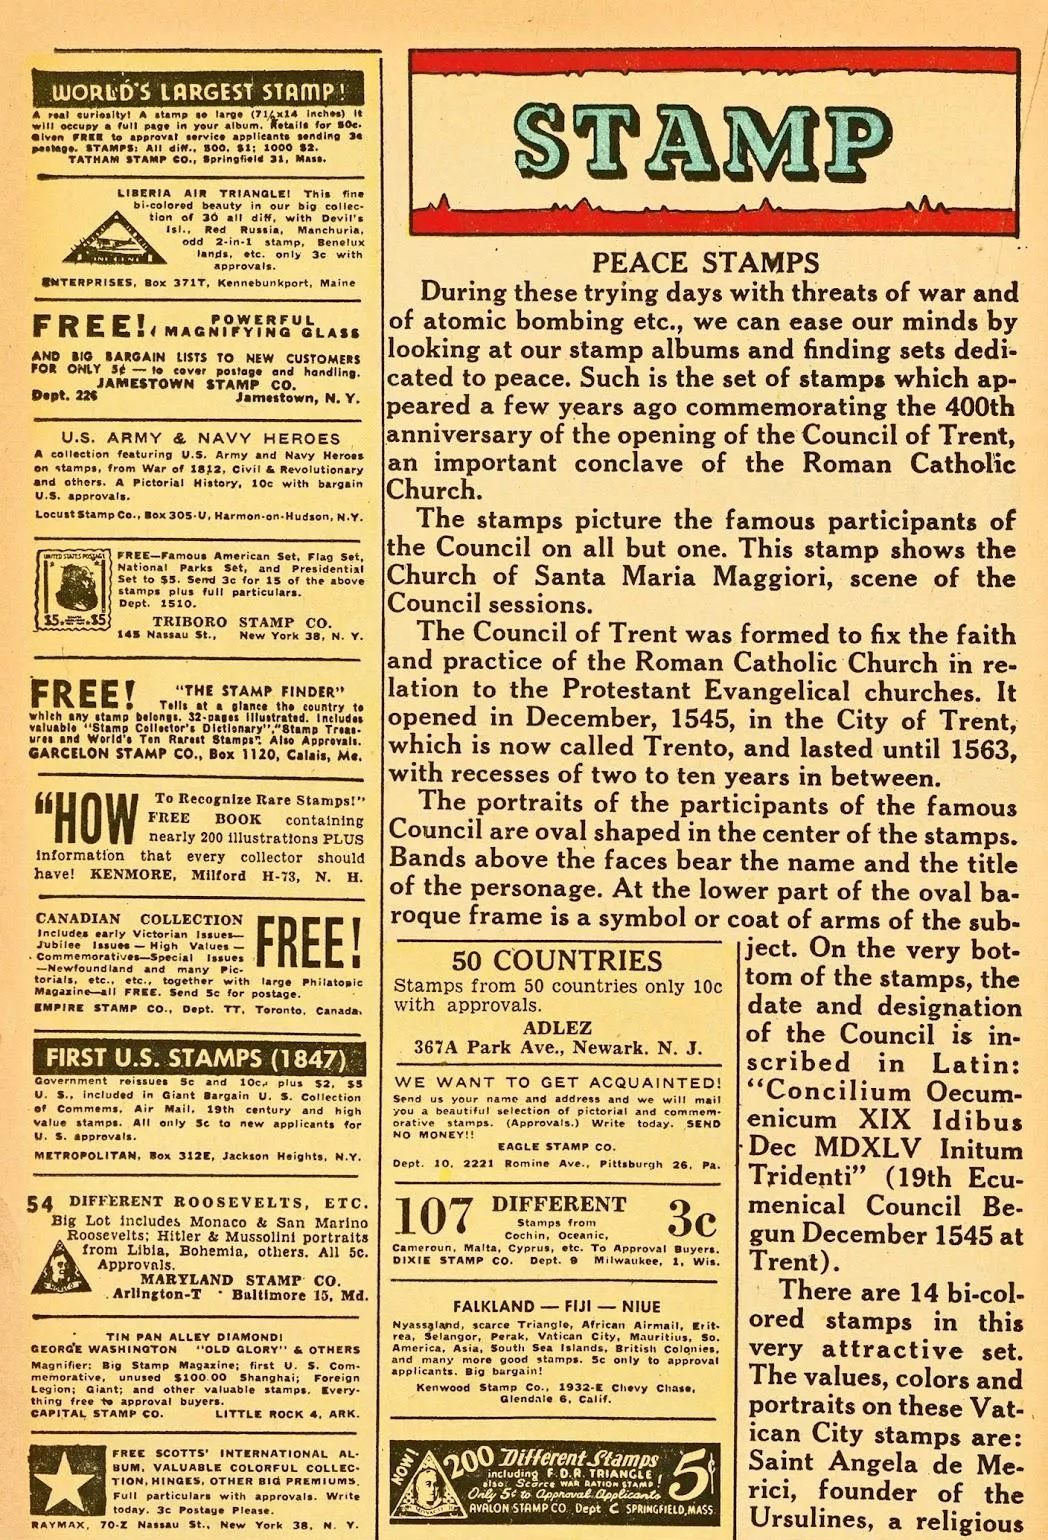 WORLD'S LARGEST STAMP!
A real curiosity! A stamp so large (7½x14 inches) it
will occupy a full page in your album. Retails for 50c.
Given FREE to approval service applicants sending 3c
postage. STAMPS: All diff., 500, $1; 1000 $2.
TATHAM STAMP CO., Springfield 31, Mass.
LIBERIA AIR TRIANGLE! This fine
bi-colored beauty in our big collec-
tion of 30 all diff, with Devil's
Isl., Red Russia, Manchuria,
odd 2-in-1 stamp, Benelux
lands, etc. only 3c with
approvals.
ENTERPRISES, Box 371T, Kennebunkport, Maine
FREE! POWERFUL
MAGNIFYING GLASS
AND BIG BARGAIN LISTS TO NEW CUSTOMERS
FOR ONLY 5¢ — to cover postage and handling.
JAMESTOWN STAMP CO.
Dept. 226 Jamestown, N. Y.
U.S. ARMY & NAVY HEROES
A collection featuring U.S. Army and Navy Heroes
on stamps, from War of 1812, Civil & Revolutionary
and others. A Pictorial History, 10c with bargain
U.S. approvals.
Locust Stamp Co., Box 305-U, Harmon-on-Hudson, N.Y.
UNITED STATES POSTAGE
$5 $5
FREE—Famous American Set, Flag Set,
National Parks Set, and Presidential
Set to $5. Send 3c for 15 of the above
stamps plus full particulars.
Dept. 1510.
TRIBORO STAMP CO.
145 Nassau St., New York 38, N. Y.
FREE! "THE STAMP FINDER"
Tells at a glance the country to
which any stamp belongs. 32-pages illustrated. Includes
valuable "Stamp Collector's Dictionary", "Stamp Treas-
ures and World's Ten Rarest Stamps". Also Approvals.
GARCELON STAMP CO., Box 1120, Calais, Me.
"HOW To Recognize Rare Stamps!"
FREE BOOK containing
nearly 200 illustrations PLUS
information that every collector should
have! KENMORE, Milford H-73, N. H.
CANADIAN COLLECTION FREE!
Includes early Victorian Issues—
Jubilee Issues — High Values —
Commemoratives—Special Issues
—Newfoundland and many Pic-
torials, etc., etc., together with large Philatelic
Magazine—all FREE. Send 5c for postage.
EMPIRE STAMP CO., Dept. TT, Toronto, Canada.
FIRST U.S. STAMPS (1847)
Government reissues 5c and 10c, plus $2, $5
U. S., included in Giant Bargain U. S. Collection
of Commems, Air Mail, 19th century and high
value stamps. All only 5c to new applicants for
U. S. approvals.
METROPOLITAN, Box 312E, Jackson Heights, N.Y.
54 DIFFERENT ROOSEVELTS, ETC.
Big Lot includes Monaco & San Marino
Roosevelts; Hitler & Mussolini portraits
from Libia, Bohemia, others. All 5c.
Approvals.
MARYLAND STAMP CO.
Arlington-T Baltimore 15, Md.
TIN PAN ALLEY DIAMOND!
GEORGE WASHINGTON "OLD GLORY" & OTHERS
Magnifier; Big Stamp Magazine; first U. S. Com-
memorative, unused $100.00 Shanghai; Foreign
Legion; Giant; and other valuable stamps. Every-
thing free to approval buyers.
CAPITAL STAMP CO. LITTLE ROCK 4, ARK.
FREE SCOTTS' INTERNATIONAL AL-
BUM, VALUABLE COLORFUL COLLEC-
TION, HINGES, OTHER BIG PREMIUMS.
Full particulars with approvals. Write
today. 3c Postage Please.
RAYMAX, 70-Z Nassau St., New York 38, N. Y.
STAMP
PEACE STAMPS
During these trying days with threats of war and
of atomic bombing etc., we can ease our minds by
looking at our stamp albums and finding sets dedi-
cated to peace. Such is the set of stamps which ap-
peared a few years ago commemorating the 400th
anniversary of the opening of the Council of Trent,
an important conclave of the Roman Catholic
Church.
The stamps picture the famous participants of
the Council on all but one. This stamp shows the
Church of Santa Maria Maggiori, scene of the
Council sessions.
The Council of Trent was formed to fix the faith
and practice of the Roman Catholic Church in re-
lation to the Protestant Evangelical churches. It
opened in December, 1545, in the City of Trent,
which is now called Trento, and lasted until 1563,
with recesses of two to ten years in between.
The portraits of the participants of the famous
Council are oval shaped in the center of the stamps.
Bands above the faces bear the name and the title
of the personage. At the lower part of the oval ba-
roque frame is a symbol or coat of arms of the sub-
ject. On the very bot-
tom of the stamps, the
date and designation
of the Council is in-
scribed in Latin:
"Concilium Oecum-
enicum XIX Idibus
Dec MDXLV Initum
Tridenti" (19th Ecu-
menical Council Be-
gun December 1545 at
Trent).
There are 14 bi-col-
ored stamps in this
very attractive set.
The values, colors and
portraits on these Vat-
ican City stamps are:
Saint Angela de Me-
rici, founder of the
Ursulines, a religious
50 COUNTRIES
Stamps from 50 countries only 10c
with approvals.
ADLEZ
367A Park Ave., Newark, N. J.
WE WANT TO GET ACQUAINTED!
Send us your name and address and we will mail
you a beautiful selection of pictorial and commem-
orative stamps. (Approvals.) Write today. SEND
NO MONEY!!
EAGLE STAMP CO.
Dept. 10, 2221 Romine Ave., Pittsburgh 26, Pa.
107 DIFFERENT 3c
Stamps from
Cochin, Oceanic,
Cameroun, Malta, Cyprus, etc. To Approval Buyers.
DIXIE STAMP CO. Dept. 9 Milwaukee, 1, Wis.
FALKLAND — FIJI — NIUE
Nyassaland, scarce Triangle, African Airmail, Erit-
rea, Selangor, Perak, Vatican City, Mauritius, So.
America, Asia, South Sea Islands, British Colonies,
and many more good stamps. 5c only to approval
applicants. Big bargain!
Kenwood Stamp Co., 1932-E Chevy Chase,
Glendale 6, Calif.
NOW! 200 Different Stamps 5¢
including F.D.R. TRIANGLE
also Scarce WAR RATION STAMP!
Only 5¢ to Approval Applicants
AVALON STAMP CO. Dept C SPRINGFIELD, MASS.